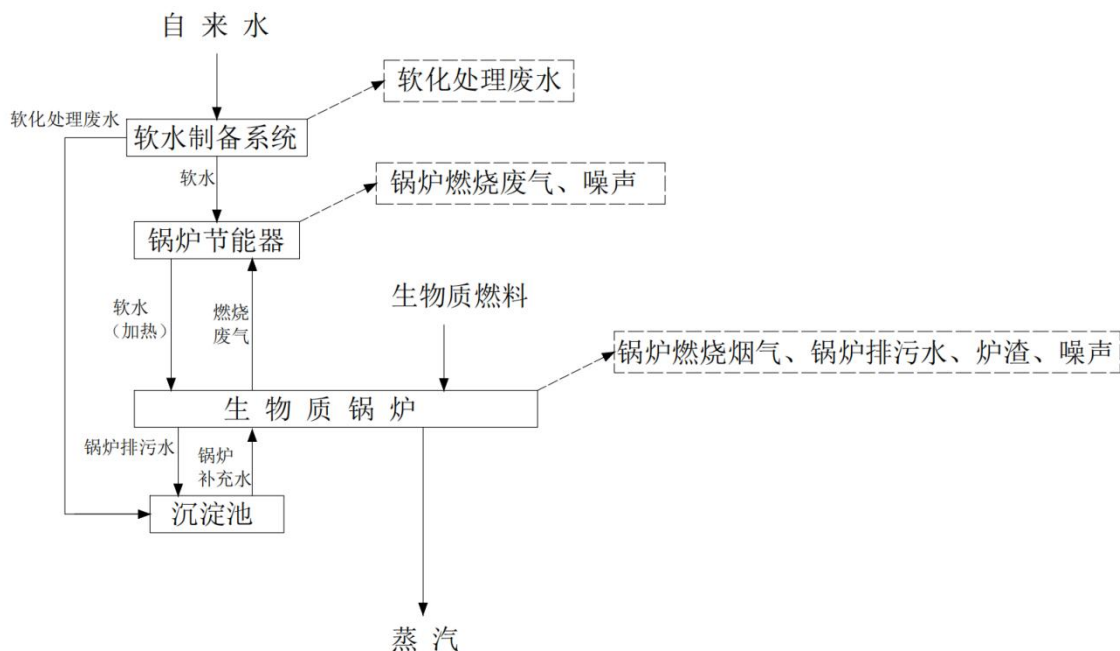 自 来 水
软化处理废水
软化处理废水
软水制备系统
软水
锅炉燃烧废气、噪声
锅炉节能器
软水
（加热）
燃烧
废气
生物质燃料
锅炉燃烧烟气、锅炉排污水、炉渣、噪声
生 物 质 锅 炉
锅炉排污水
锅炉
补充水
沉淀池
蒸 汽